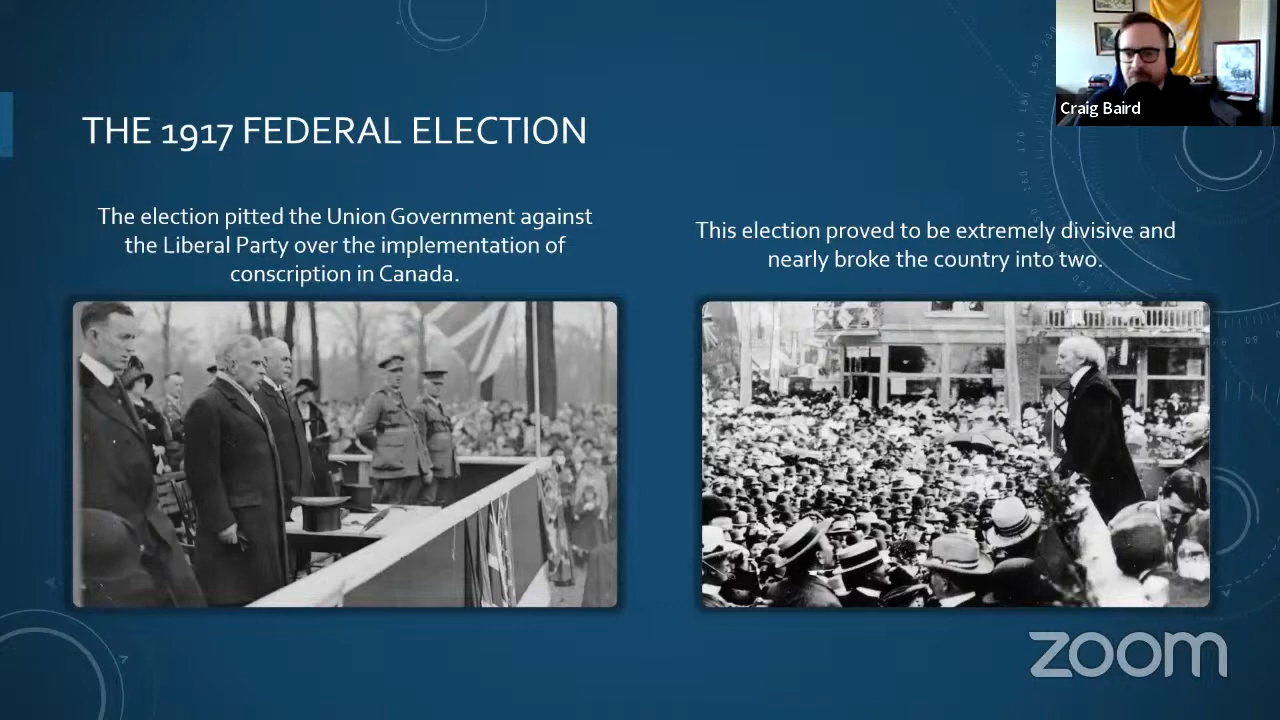 Craig Baird
THE 1917 FEDERAL ELECTION
The election pitted the Union Government against
the Liberal Party over the implementation of
conscription in Canada.
This election proved to be extremely divisive and
nearly broke the country into two.
zoom